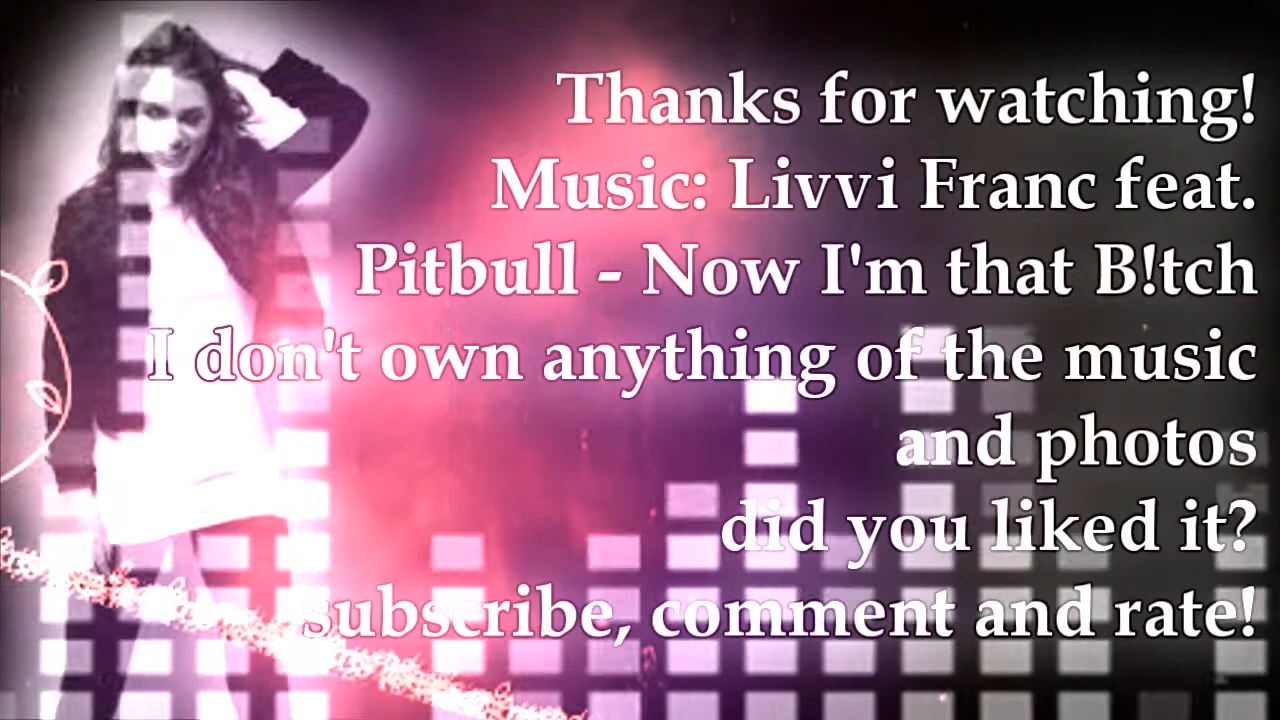 Thanks for watching!
Music: Livvi Franc feat.
Pitbull - Now I'm that B!tch
I don't own anything of the music
and photos
did you liked it?
subscribe, comment and rate!